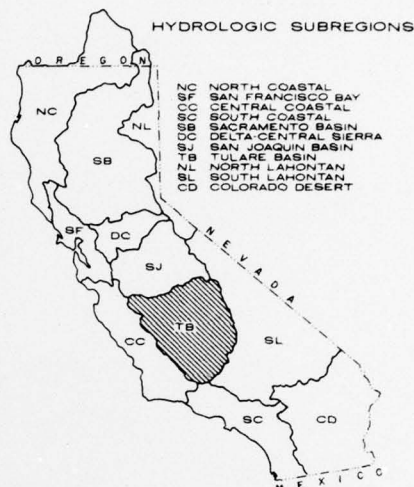 HYDROLOGIC SUBREGIONS
OREGON
NC NORTH COASTAL
SF SAN FRANCISCO BAY
CC CENTRAL COASTAL
SC SOUTH COASTAL
SB SACRAMENTO BASIN
DC DELTA-CENTRAL SIERRA
SJ SAN JOAQUIN BASIN
TB TULARE BASIN
NL NORTH LAHONTAN
SL SOUTH LAHONTAN
CD COLORADO DESERT
NC
NL
SB
SF
DC
NEVADA
SJ
TB
CC
SL
SC
CD
MEXICO